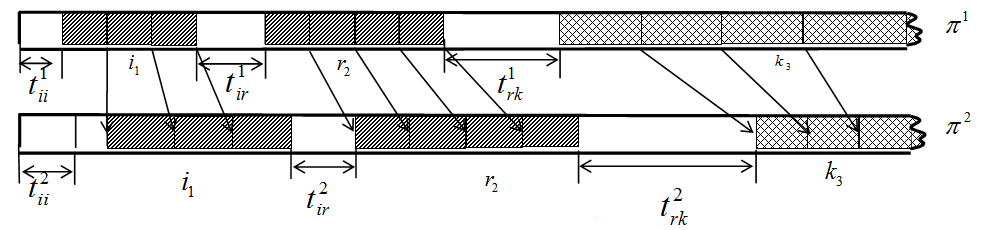 π¹
i₁ r₂ k₃
t¹ᵢᵢ t¹ᵢᵣ t¹ᵣₖ
π²
t²ᵢᵢ i₁ t²ᵢᵣ r₂ t²ᵣₖ k₃